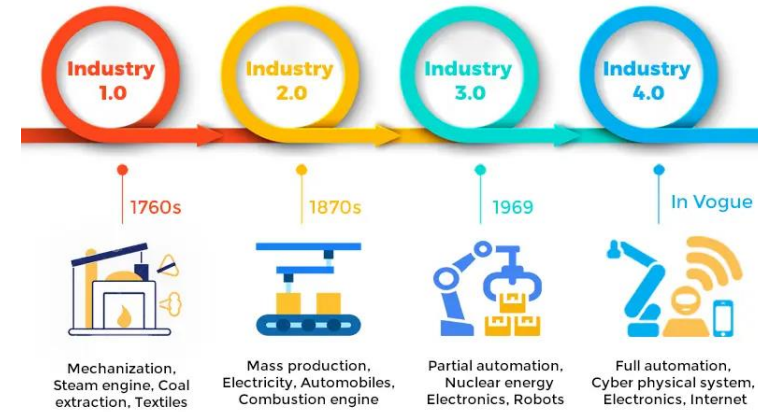 Industry
1.0
Industry
2.0
Industry
3.0
Industry
4.0
1760s
1870s
1969
In Vogue
Mechanization,
Steam engine, Coal
extraction, Textiles
Mass production,
Electricity, Automobiles,
Combustion engine
Partial automation,
Nuclear energy
Electronics, Robots
Full automation,
Cyber physical system,
Electronics, Internet